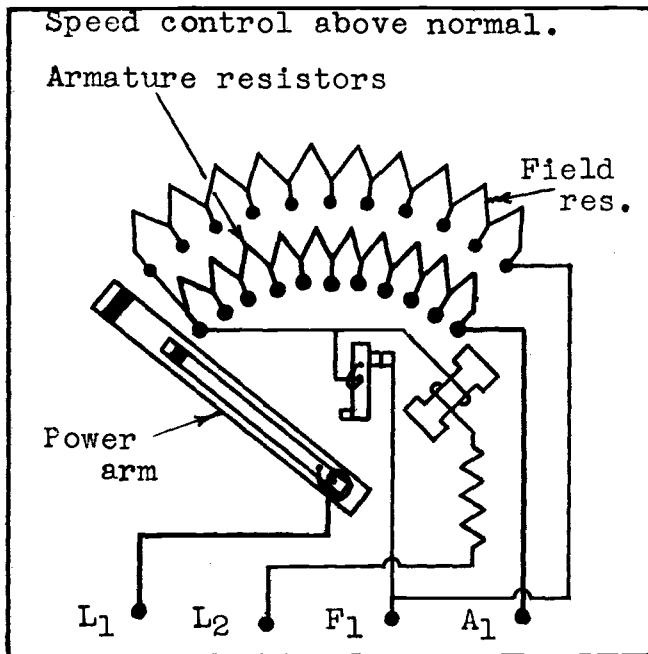 Speed control above normal.
Armature resistors
Field
res.
Power
arm
L1 L2 F1 A1